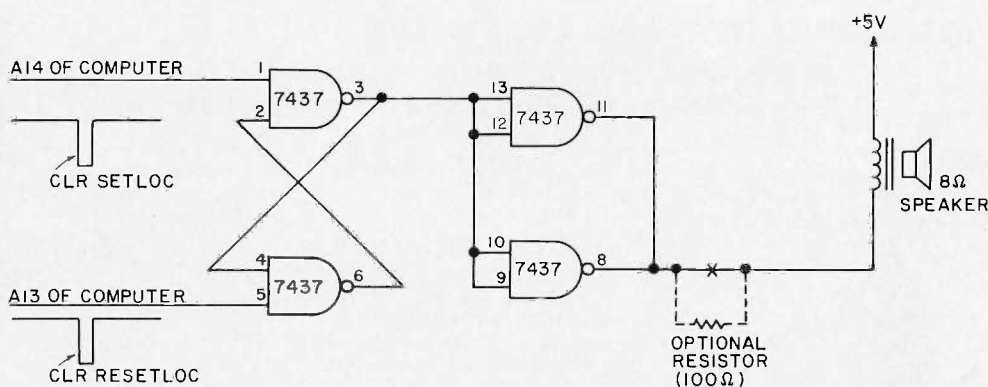 +5V
A14 OF COMPUTER
1
2
7437
3
CLR SETLOC
13
12
7437
11
8Ω
SPEAKER
10
9
7437
8
4
5
7437
6
A13 OF COMPUTER
CLR RESETLOC
OPTIONAL
RESISTOR
(100Ω)